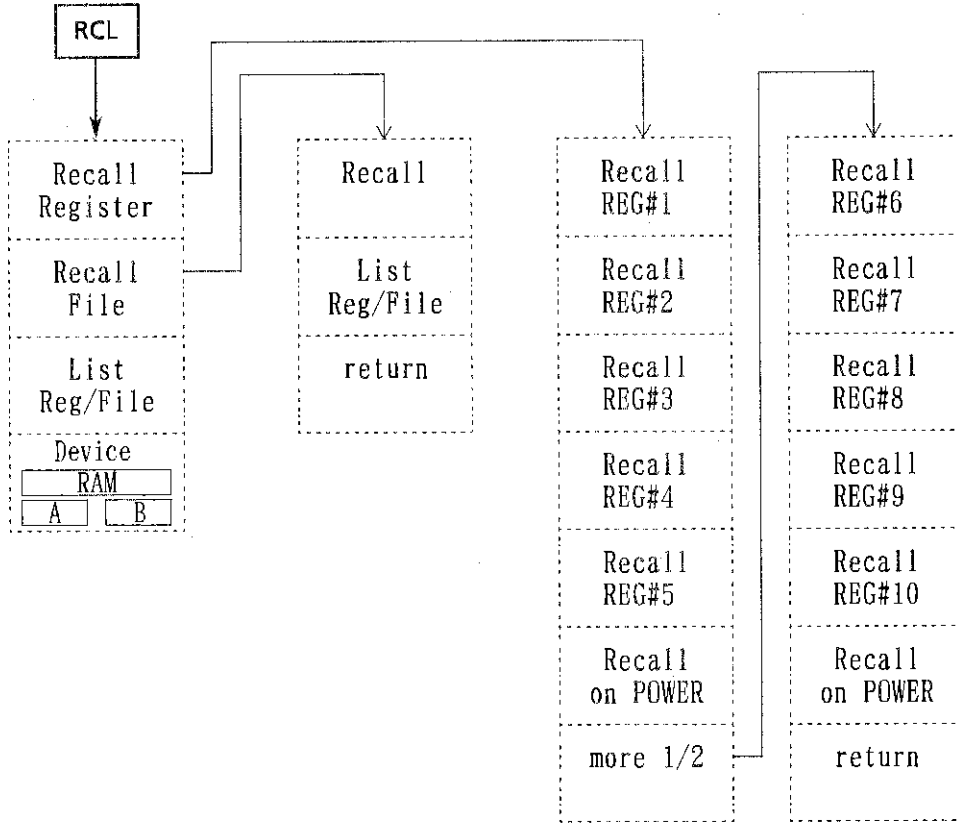 RCL
Recall
Register
Recall
File
List
Reg/File
Device
RAM
A B
Recall
List
Reg/File
return
Recall
REG#1
Recall
REG#2
Recall
REG#3
Recall
REG#4
Recall
REG#5
Recall
on POWER
more 1/2
Recall
REG#6
Recall
REG#7
Recall
REG#8
Recall
REG#9
Recall
REG#10
Recall
on POWER
return